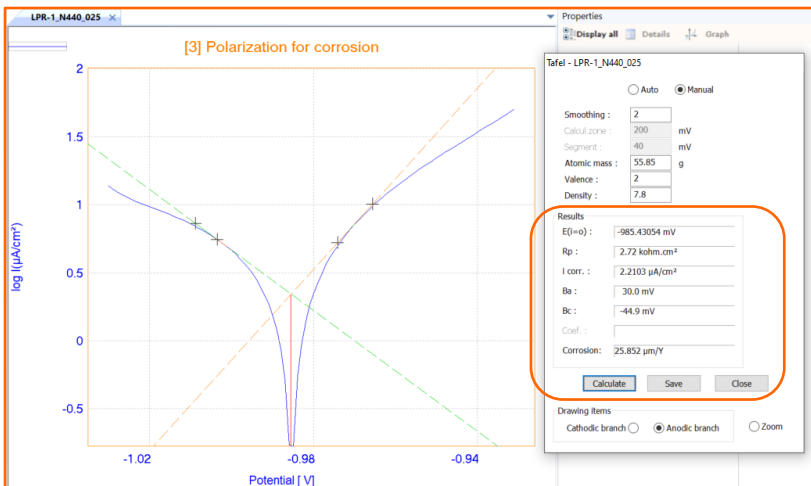 LPR-1_N440_025
Properties
Display all Details Graph
[3] Polarization for corrosion
2
1.5
1
0.5
0
-0.5
log I(µA/cm²)
-1.02 -0.98 -0.94
Potential [ V]
Tafel - LPR-1_N440_025
Auto Manual
Smoothing : 2
Calcul zone : 200 mV
Segment : 40 mV
Atomic mass : 55.85 g
Valence : 2
Density : 7.8
Results
E(i=o) : -985.43054 mV
Rp : 2.72 kohm.cm²
I corr. : 2.2103 µA/cm²
Ba : 30.0 mV
Bc : -44.9 mV
Coef. :
Corrosion: 25.852 µm/Y
Calculate Save Close
Drawing items
Cathodic branch Anodic branch Zoom